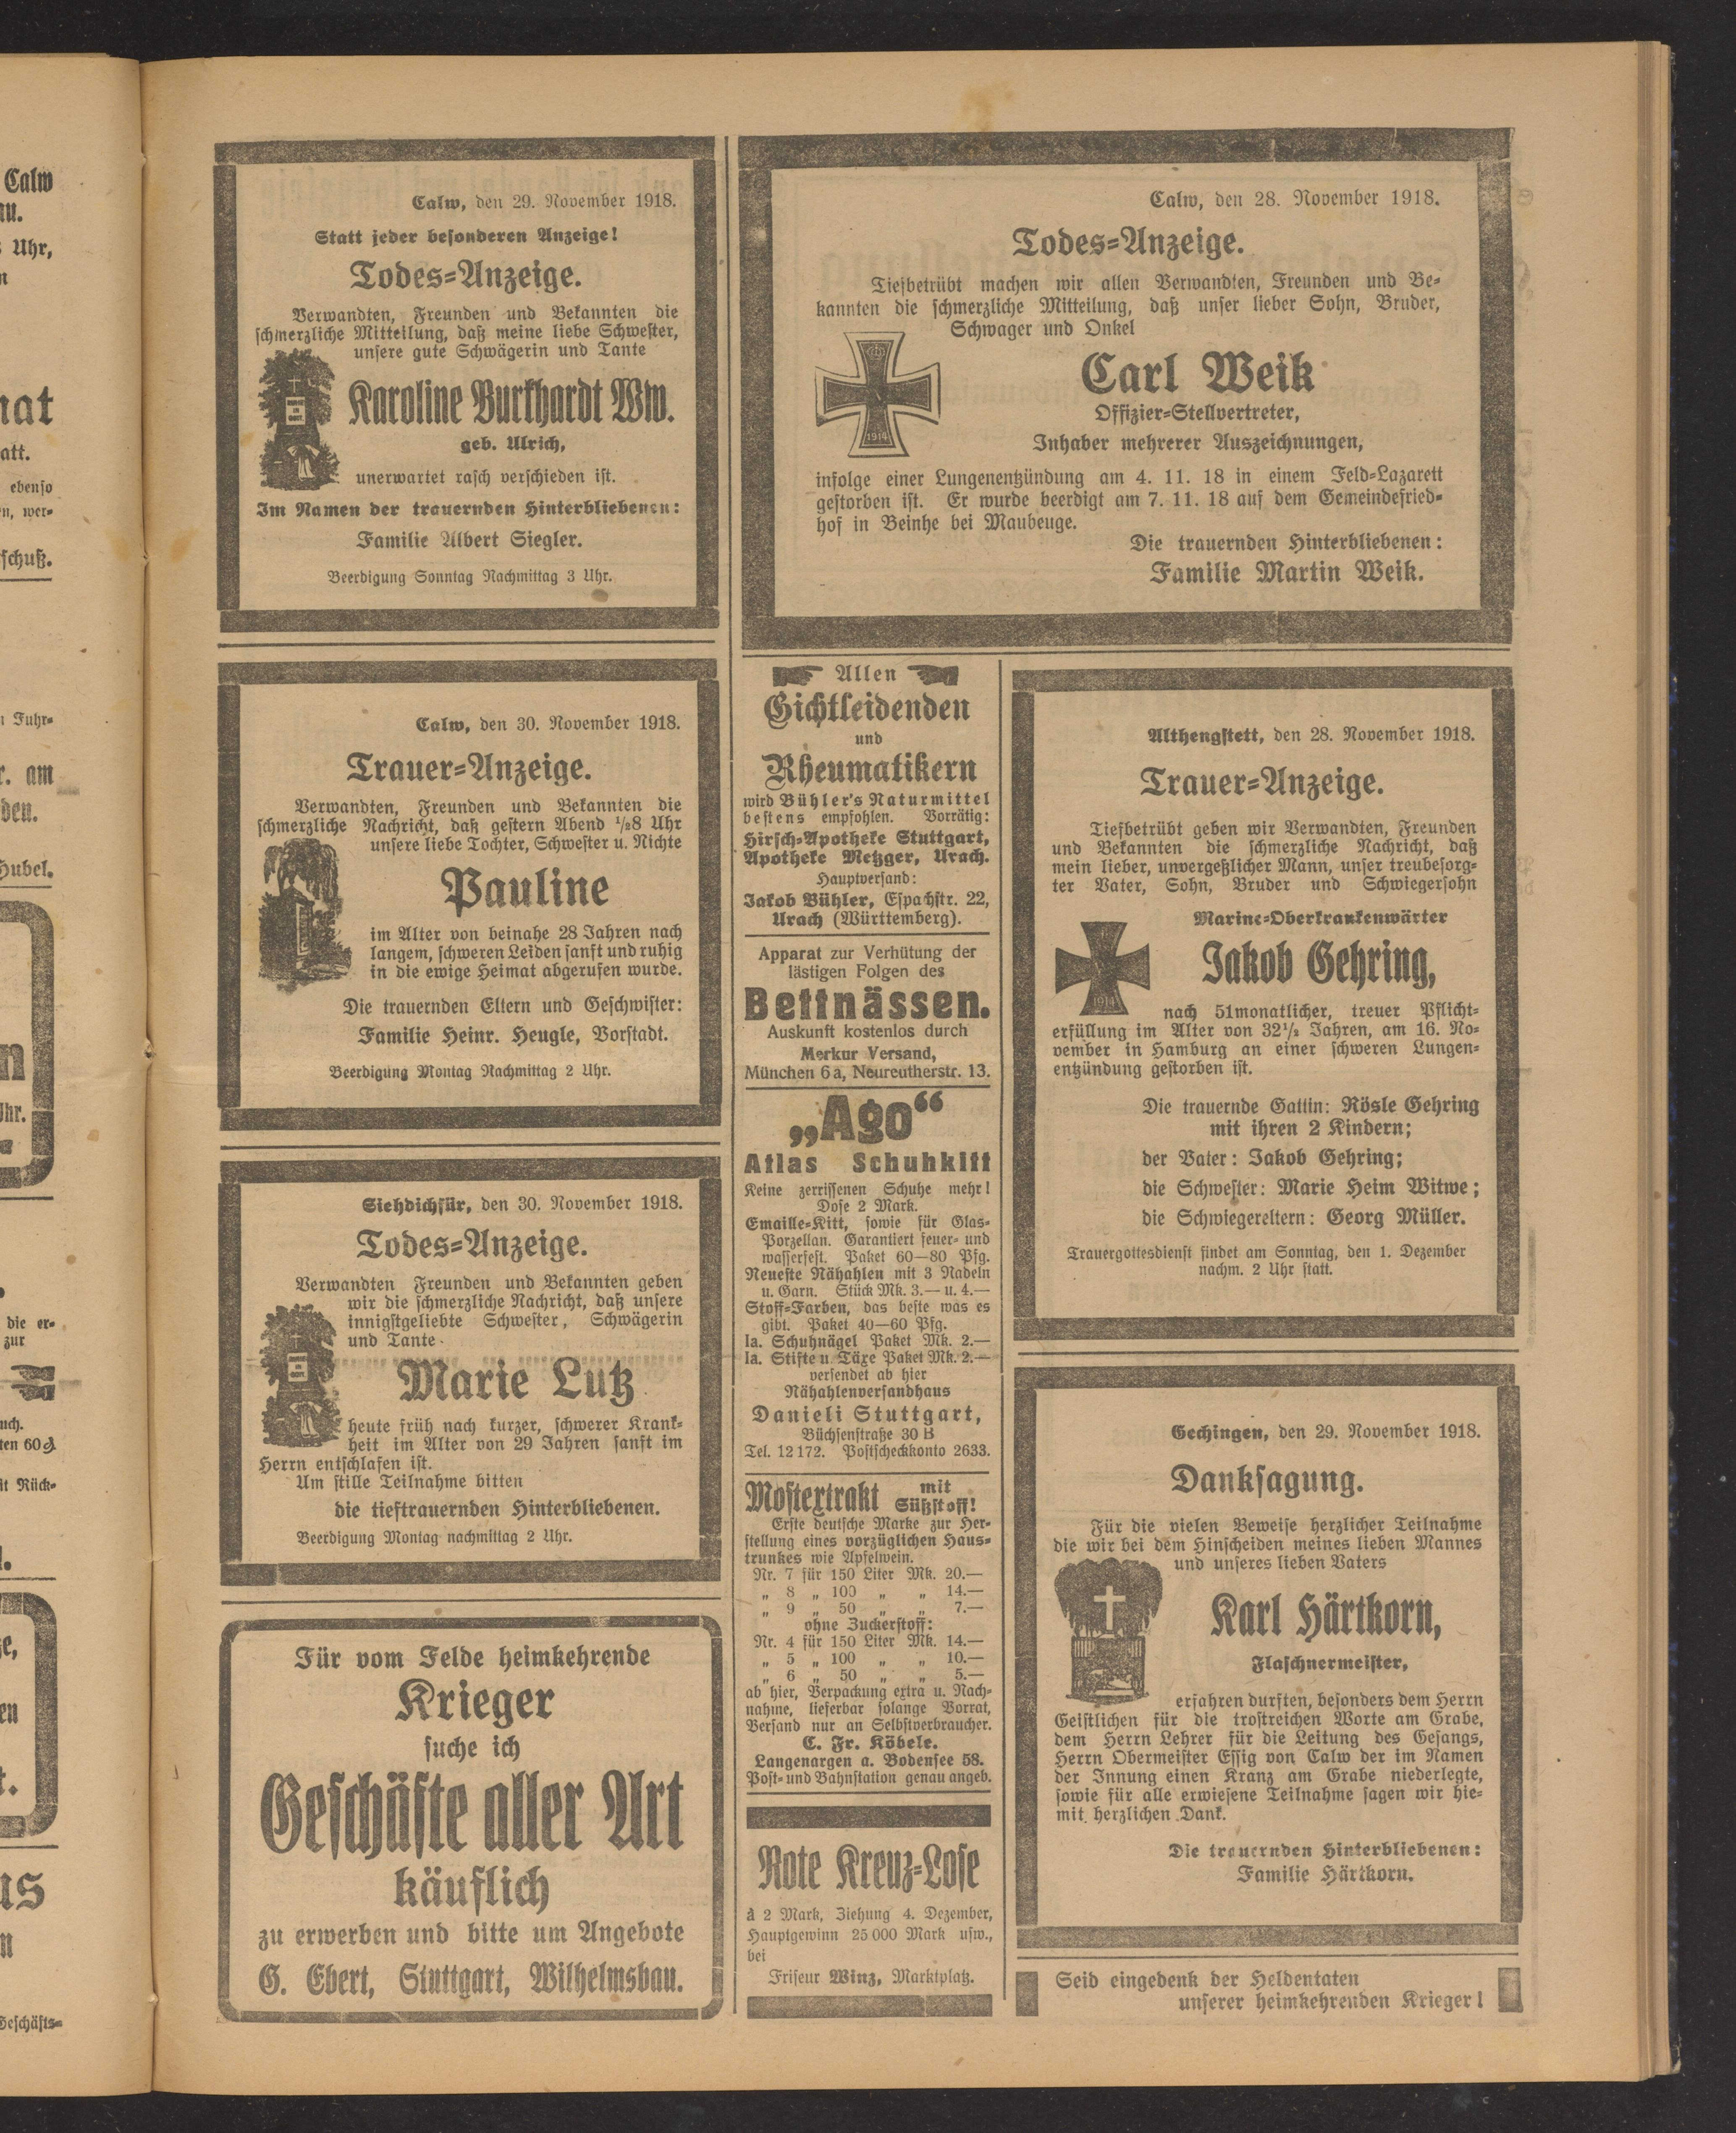 Calw, den 29. November 1918.
Statt jeder besonderen Anzeige!
Todes-Anzeige.
Verwandten, Freunden und Bekannten die
schmerzliche Mitteilung, daß meine liebe Schwester,
unsere gute Schwägerin und Tante
Karoline Burkhardt Ww.
geb. Ulrich,
unerwartet rasch verschieden ist.
Im Namen der trauernden Hinterbliebenen:
Familie Albert Siegler.
Beerdigung Sonntag Nachmittag 3 Uhr.
Calw, den 30. November 1918.
Trauer-Anzeige.
Verwandten, Freunden und Bekannten die
schmerzliche Nachricht, daß gestern Abend 1/28 Uhr
unsere liebe Tochter, Schwester u. Nichte
Pauline
im Alter von beinahe 28 Jahren nach
langem, schweren Leiden sanft und ruhig
in die ewige Heimat abgerufen wurde.
Die trauernden Eltern und Geschwister:
Familie Heinr. Heugle, Vorstadt.
Beerdigung Montag Nachmittag 2 Uhr.
Siehdichfür, den 30. November 1918.
Todes-Anzeige.
Verwandten Freunden und Bekannten geben
wir die schmerzliche Nachricht, daß unsere
innigstgeliebte Schwester, Schwägerin
und Tante
Marie Lutz
heute früh nach kurzer, schwerer Krank-
heit im Alter von 29 Jahren sanft im
Herrn entschlafen ist.
Um stille Teilnahme bitten
die tieftrauernden Hinterbliebenen.
Beerdigung Montag nachmittag 2 Uhr.
Für vom Felde heimkehrende
Krieger
suche ich
Geschäfte aller Art
käuflich
zu erwerben und bitte um Angebote
G. Ebert, Stuttgart, Wilhelmsbau.
Calw, den 28. November 1918.
Todes-Anzeige.
Tiefbetrübt machen wir allen Verwandten, Freunden und Be-
kannten die schmerzliche Mitteilung, daß unser lieber Sohn, Bruder,
Schwager und Onkel
Carl Weik
Offizier-Stellvertreter,
Inhaber mehrerer Auszeichnungen,
infolge einer Lungenentzündung am 4. 11. 18 in einem Feld-Lazarett
gestorben ist. Er wurde beerdigt am 7. 11. 18 auf dem Gemeindefried-
hof in Beinhe bei Maubeuge.
Die trauernden Hinterbliebenen:
Familie Martin Weik.
1914
Allen
Gichtleidenden
und
Rheumatikern
wird Bühler's Naturmittel
bestens empfohlen. Vorrätig:
Hirsch-Apotheke Stuttgart,
Apotheke Metzger, Urach.
Hauptversand:
Jakob Bühler, Espachstr. 22,
Urach (Württemberg).
Apparat zur Verhütung der
lästigen Folgen des
Bettnässen.
Auskunft kostenlos durch
Merkur Versand,
München 6a, Neureutherstr. 13.
„Ago“
Atlas Schuhkitt
Keine zerrissenen Schuhe mehr!
Dose 2 Mark.
Emaille-Kitt, sowie für Glas-
Porzellan. Garantiert feuer- und
wasserfest. Paket 60—80 Pfg.
Neueste Nähahlen mit 3 Nadeln
u. Garn. Stück Mk. 3.— u. 4.—
Stoff-Farben, das beste was es
gibt. Paket 40—60 Pfg.
Ia. Schuhnägel Paket Mk. 2.—
Ia. Stifte u. Täxe Paket Mk. 2.—
versendet ab hier
Nähahlenversandhaus
Danieli Stuttgart,
Büchsenstraße 30 B
Tel. 12172. Postscheckkonto 2633.
Mostextrakt mit
Süßstoff!
Erste deutsche Marke zur Her-
stellung eines vorzüglichen Haus-
trunkes wie Apfelwein.
Nr. 7 für 150 Liter Mk. 20.—
„ 8 „ 100 „ „ 14.—
„ 9 „ 50 „ „ 7.—
ohne Zuckerstoff:
Nr. 4 für 150 Liter Mk. 14.—
„ 5 „ 100 „ „ 10.—
„ 6 „ 50 „ „ 5.—
ab hier, Verpackung extra u. Nach-
nahme, lieferbar solange Vorrat,
Versand nur an Selbstverbraucher.
C. Fr. Köbele.
Langenargen a. Bodensee 58.
Post- und Bahnstation genau angeb.
Rote Kreuz-Lose
à 2 Mark, Ziehung 4. Dezember,
Hauptgewinn 25 000 Mark usw.,
bei
Friseur Winz, Marktplatz.
Althengstett, den 28. November 1918.
Trauer-Anzeige.
Tiefbetrübt geben wir Verwandten, Freunden
und Bekannten die schmerzliche Nachricht, daß
mein lieber, unvergeßlicher Mann, unser treubesorg-
ter Vater, Sohn, Bruder und Schwiegersohn
Marine-Oberkrankenwärter
Jakob Gehring,
1914
nach 51monatlicher, treuer Pflicht-
erfüllung im Alter von 32 1/2 Jahren, am 16. No-
vember in Hamburg an einer schweren Lungen-
entzündung gestorben ist.
Die trauernde Gattin: Rösle Gehring
mit ihren 2 Kindern;
der Vater: Jakob Gehring;
die Schwester: Marie Heim Witwe;
die Schwiegereltern: Georg Müller.
Trauergottesdienst findet am Sonntag, den 1. Dezember
nachm. 2 Uhr statt.
Gechingen, den 29. November 1918.
Danksagung.
Für die vielen Beweise herzlicher Teilnahme
die wir bei dem Hinscheiden meines lieben Mannes
und unseres lieben Vaters
Karl Härtkorn,
Flaschnermeister,
erfahren durften, besonders dem Herrn
Geistlichen für die trostreichen Worte am Grabe,
dem Herrn Lehrer für die Leitung des Gesangs,
Herrn Obermeister Essig von Calw der im Namen
der Innung einen Kranz am Grabe niederlegte,
sowie für alle erwiesene Teilnahme sagen wir hie-
mit herzlichen Dank.
Die trauernden Hinterbliebenen:
Familie Härtkorn.
Seid eingedenk der Heldentaten
unserer heimkehrenden Krieger!